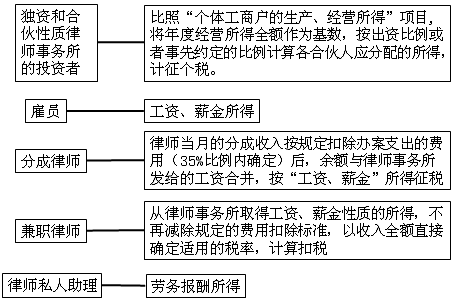 独资和合
伙性质律
师事务所
的投资者
比照“个体工商户的生产、经营所得”项目,
将年度经营所得全额作为基数，按出资比例或
者事先约定的比例计算各合伙人应分配的所得，
计征个税。
雇员
工资、薪金所得
分成律师
律师当月的分成收入按规定扣除办案支出的费
用（35%比例内确定）后，余额与律师事务所
发给的工资合并，按“工资、薪金”所得征税
兼职律师
从律师事务所取得工资、薪金性质的所得，不
再减除规定的费用扣除标准，以收入全额直接
确定适用的税率，计算扣税
律师私人助理
劳务报酬所得